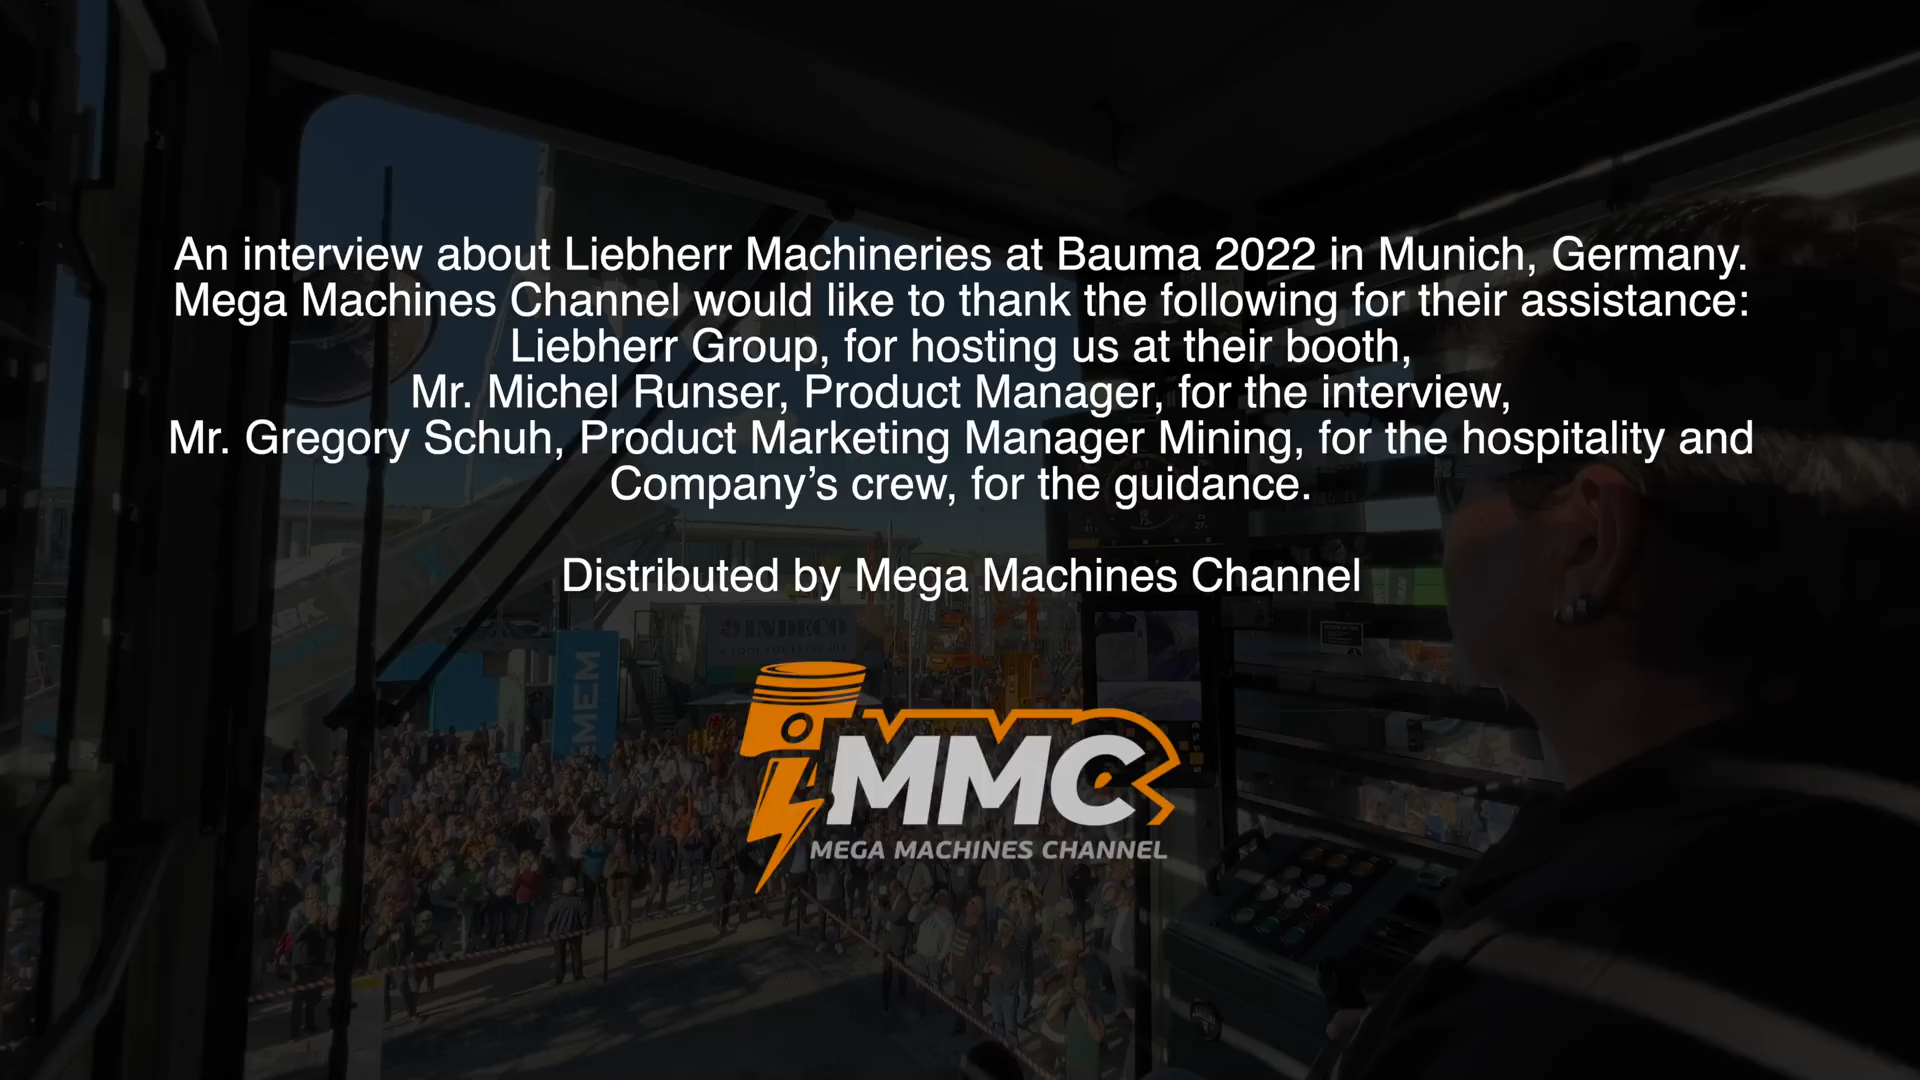 An interview about Liebherr Machineries at Bauma 2022 in Munich, Germany.
Mega Machines Channel would like to thank the following for their assistance:
Liebherr Group, for hosting us at their booth,
Mr. Michel Runser, Product Manager, for the interview,
Mr. Gregory Schuh, Product Marketing Manager Mining, for the hospitality and
Company’s crew, for the guidance.
Distributed by Mega Machines Channel
INDECO
MMC
MEGA MACHINES CHANNEL